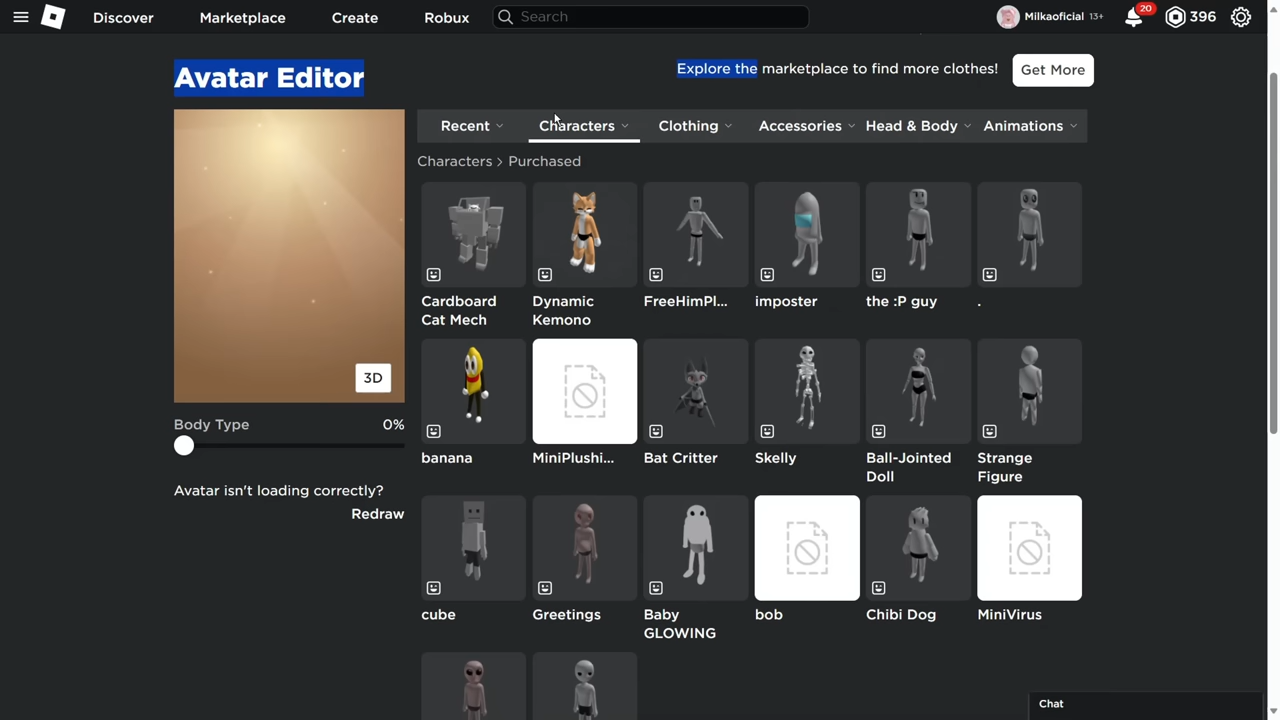 Discover Marketplace Create Robux Search Milkaoficial 13+ 20 396
Avatar Editor
Explore the marketplace to find more clothes! Get More
Recent Characters Clothing Accessories Head & Body Animations
Characters > Purchased
3D
Body Type 0%
Avatar isn't loading correctly?
Redraw
Cardboard
Cat Mech
Dynamic
Kemono
FreeHimPl...
imposter
the :P guy
.
banana
MiniPlushi...
Bat Critter
Skelly
Ball-Jointed
Doll
Strange
Figure
cube
Greetings
Baby
GLOWING
bob
Chibi Dog
MiniVirus
Chat